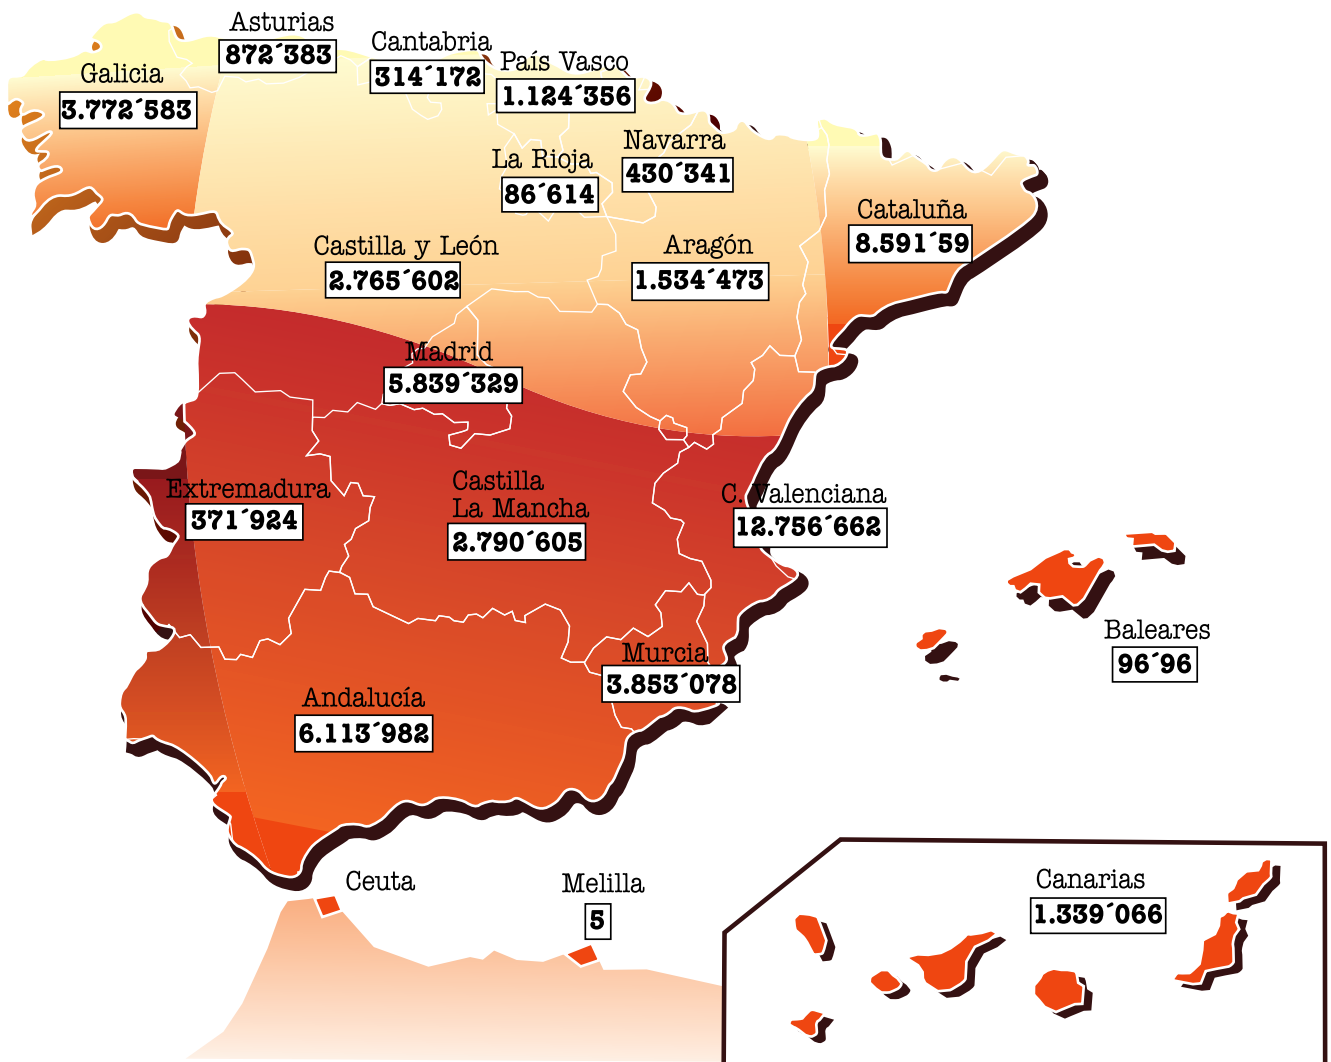 Asturias
872´383
Cantabria
314´172
País Vasco
1.124´356
Galicia
3.772´583
Navarra
430´341
La Rioja
86´614
Cataluña
8.591´59
Castilla y León
2.765´602
Aragón
1.534´473
Madrid
5.839´329
Extremadura
371´924
Castilla
La Mancha
2.790´605
C. Valenciana
12.756´662
Baleares
96´96
Murcia
3.853´078
Andalucía
6.113´982
Ceuta
Melilla
5
Canarias
1.339´066